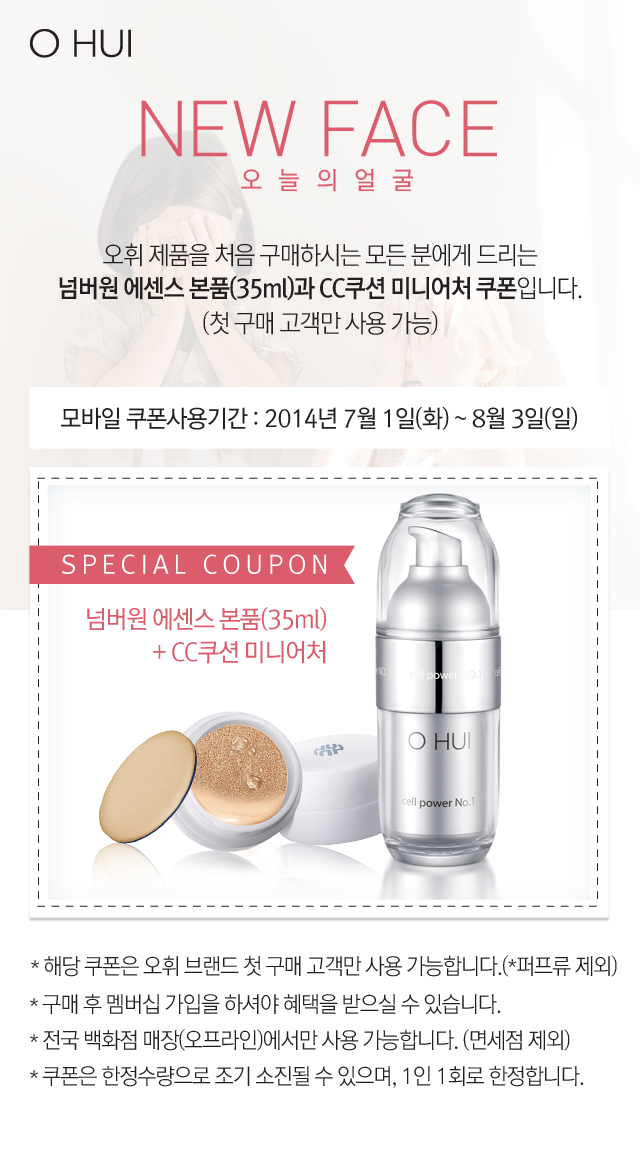 O HUI
NEW FACE
오늘의얼굴
오휘 제품을 처음 구매하시는 모든 분에게 드리는
넘버원 에센스 본품(35ml)과 CC쿠션 미니어처 쿠폰입니다.
(첫 구매 고객만 사용 가능)
모바일 쿠폰사용기간 : 2014년 7월 1일(화) ~ 8월 3일(일)
SPECIAL COUPON
넘버원 에센스 본품(35ml)
+ CC쿠션 미니어처
cell power NO.1
O HUI
cell power No.1
* 해당 쿠폰은 오휘 브랜드 첫 구매 고객만 사용 가능합니다.(*퍼프류 제외)
* 구매 후 멤버십 가입을 하셔야 혜택을 받으실 수 있습니다.
* 전국 백화점 매장(오프라인)에서만 사용 가능합니다. (면세점 제외)
* 쿠폰은 한정수량으로 조기 소진될 수 있으며, 1인 1회로 한정합니다.